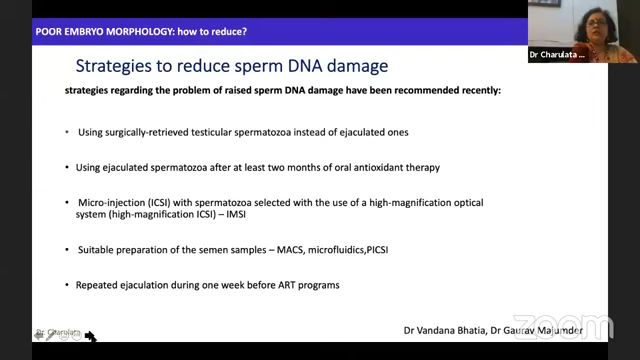 POOR EMBRYO MORPHOLOGY: how to reduce?
Dr Charulata
Strategies to reduce sperm DNA damage
strategies regarding the problem of raised sperm DNA damage have been recommended recently:
• Using surgically-retrieved testicular spermatozoa instead of ejaculated ones
• Using ejaculated spermatozoa after at least two months of oral antioxidant therapy
• Micro-injection (ICSI) with spermatozoa selected with the use of a high-magnification optical
system (high-magnification ICSI) – IMSI
• Suitable preparation of the semen samples – MACS, microfluidics,PICSI
• Repeated ejaculation during one week before ART programs
Dr. Charulata
Dr Vandana Bhatia, Dr Gaurav Majumder
zoom